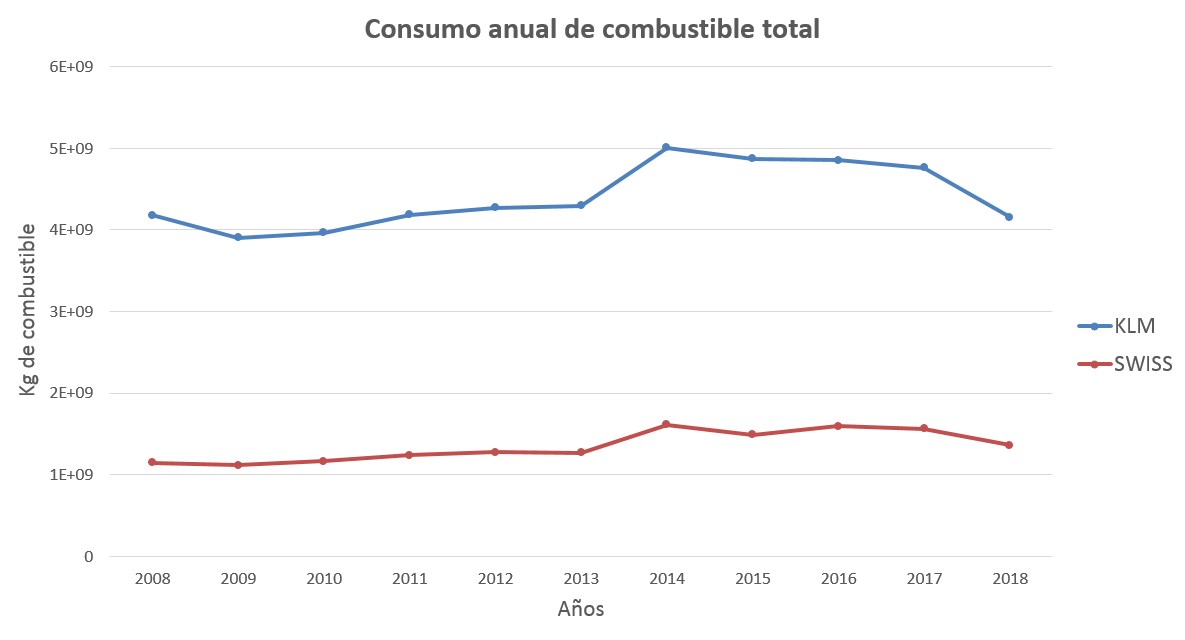 Consumo anual de combustible total
6E+09
5E+09
4E+09
3E+09
2E+09
1E+09
0
Kg de combustible
2008 2009 2010 2011 2012 2013 2014 2015 2016 2017 2018
Años
KLM
SWISS